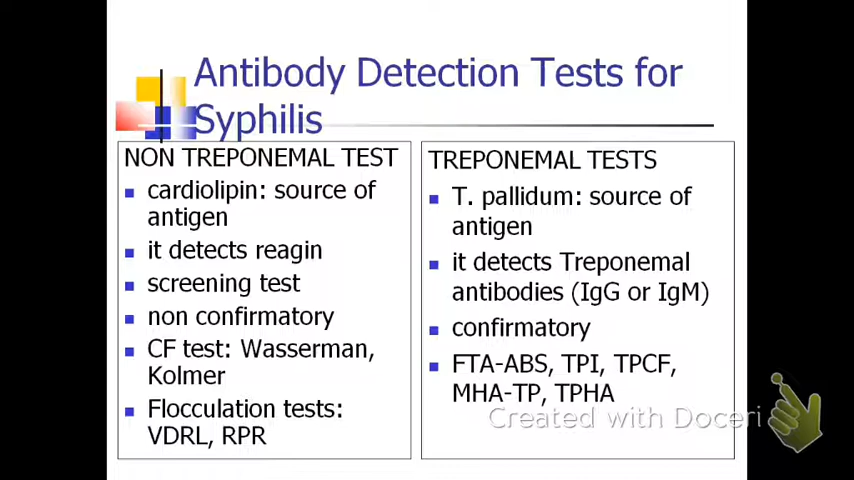 Antibody Detection Tests for
Syphilis
NON TREPONEMAL TEST
cardiolipin: source of
antigen
it detects reagin
screening test
non confirmatory
CF test: Wasserman,
Kolmer
Flocculation tests:
VDRL, RPR
TREPONEMAL TESTS
T. pallidum: source of
antigen
it detects Treponemal
antibodies (IgG or IgM)
confirmatory
FTA-ABS, TPI, TPCF,
MHA-TP, TPHA
Created with Doceri